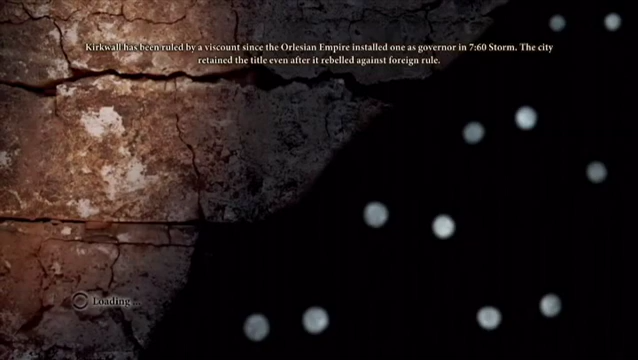 Kirkwall has been ruled by a viscount since the Orlesian Empire installed one as governor in 7:60 Storm. The city
retained the title even after it rebelled against foreign rule.
Loading...